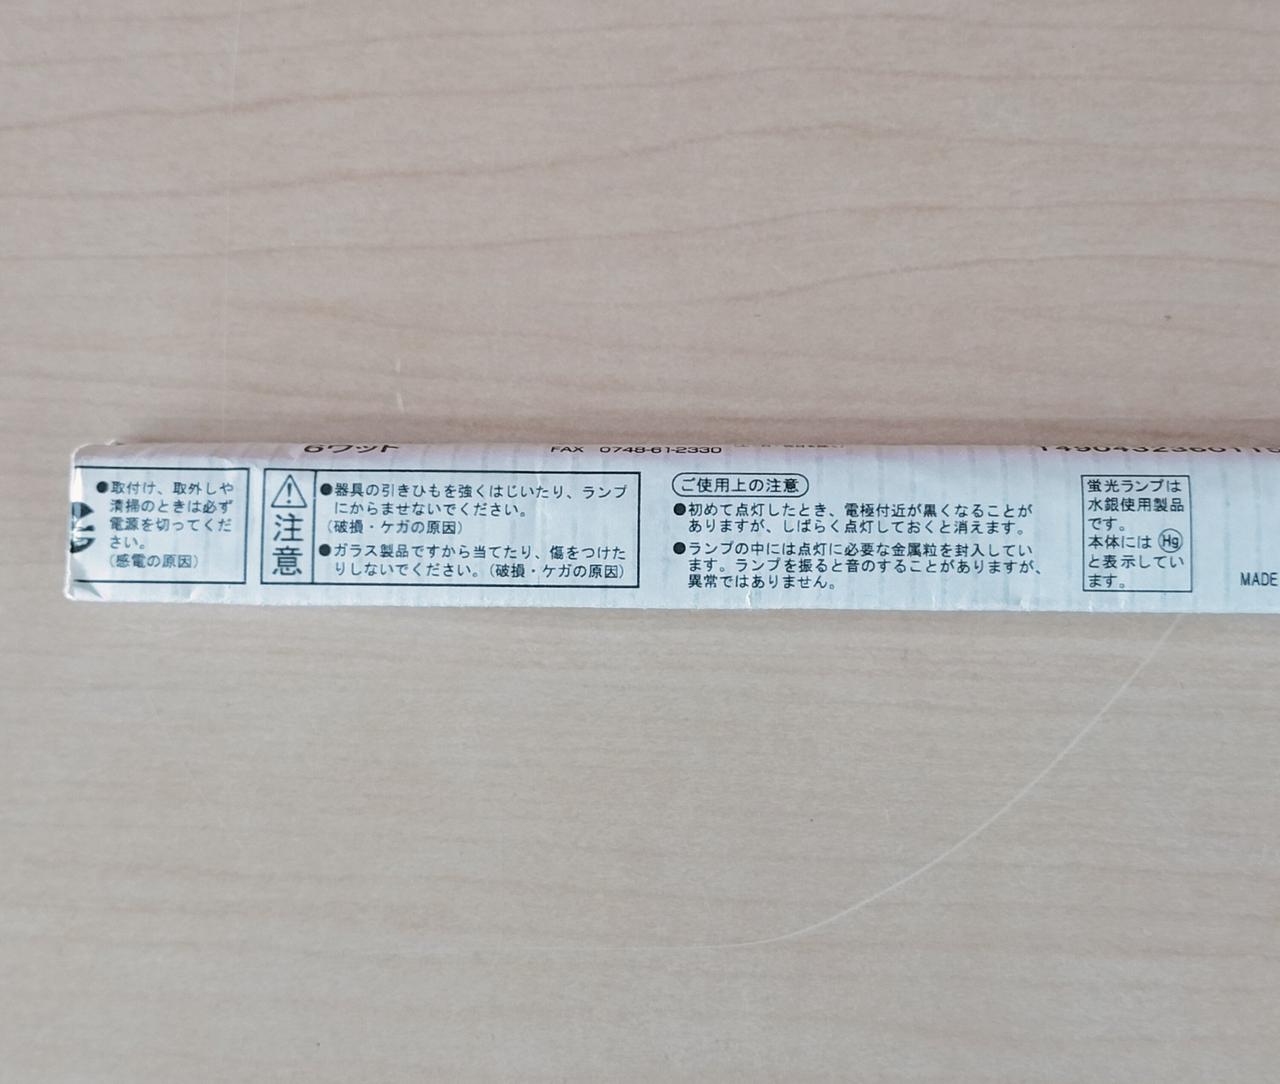 6ワット
FAX 0748-61-2330
●取付け、取外しや
清掃のときは必ず
電源を切ってくだ
さい。
(感電の原因)
注意
●器具の引きひもを強くはじいたり、ランプ
にからませないでください。
(破損・ケガの原因)
●ガラス製品ですから当てたり、傷をつけた
りしないでください。(破損・ケガの原因)
ご使用上の注意
●初めて点灯したとき、電極付近が黒くなることが
ありますが、しばらく点灯しておくと消えます。
●ランプの中には点灯に必要な金属粒を封入してい
ます。ランプを振ると音のすることがありますが、
異常ではありません。
蛍光ランプは
水銀使用製品
です。
本体には Hg
と表示してい
ます。
MADE